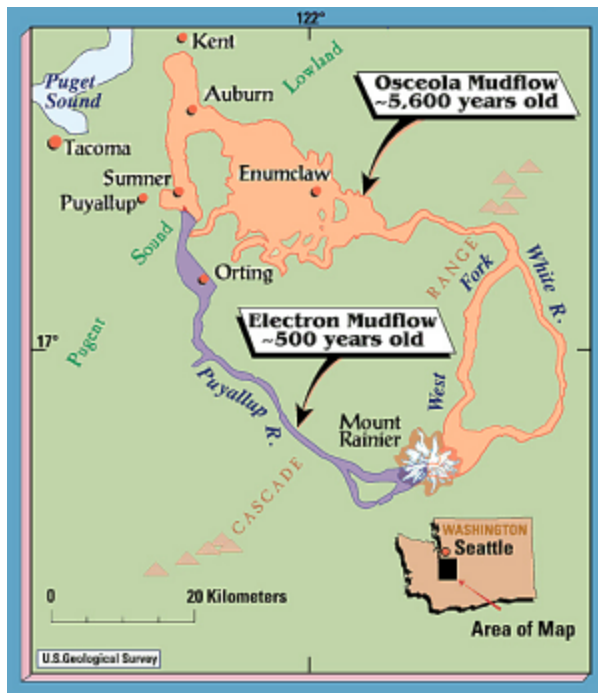 122°
Kent
Puget
Sound
Lowland
Auburn
Osceola Mudflow
~5,600 years old
Tacoma
Sumner
Enumclaw
Puyallup
Sound
RANGE
Fork
White R.
Orting
Electron Mudflow
~500 years old
17°
Pugent
Puyallup R.
West
Mount
Rainier
CASCADE
WASHINGTON
Seattle
0
20 Kilometers
Area of Map
U.S.Geological Survey